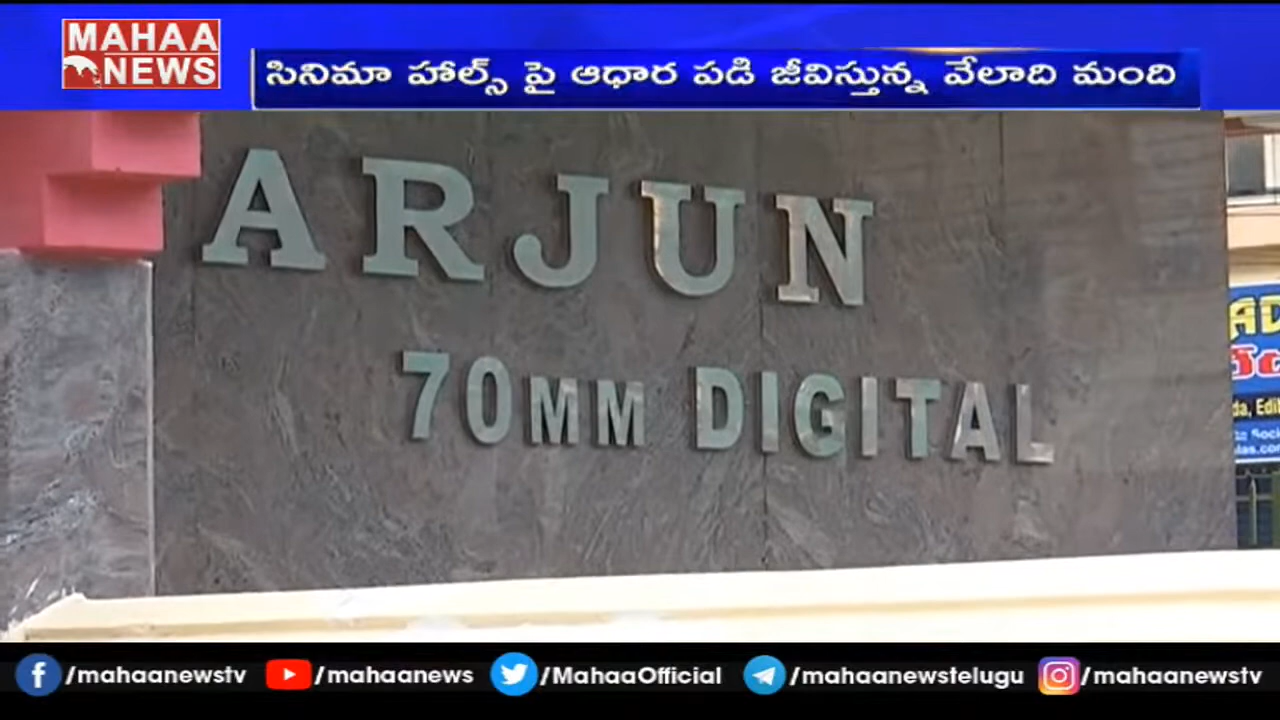 MAHAA
NEWS
సినిమా హాల్స్ పై ఆధార పడి జీవిస్తున్న వేలాది మంది
ARJUN
70MM DIGITAL
/mahaanewstv
/mahaanews
/MahaaOfficial
/mahaanewstelugu
/mahaanewstv